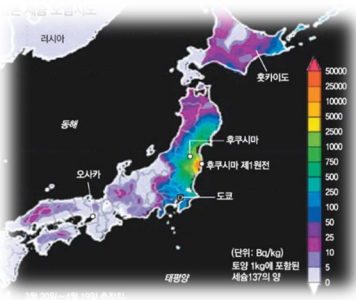 러시아
홋카이도
동해
후쿠시마
후쿠시마 제1원전
오사카
도쿄
태평양
(단위: Bq/kg)
토양 1kg에 포함된
세슘137의 양
50000
25000
10000
5000
2500
1000
750
500
250
100
50
25
10
5
0